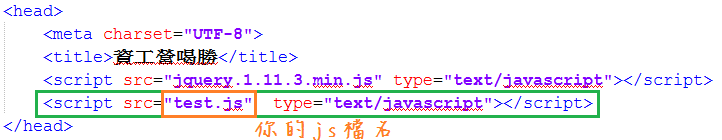 <head>
<meta charset="UTF-8">
<title>資工營喝勝</title>
<script src="jquery.1.11.3.min.js" type="text/javascript"></script>
<script src="test.js" type="text/javascript"></script>
你的js檔名
</head>